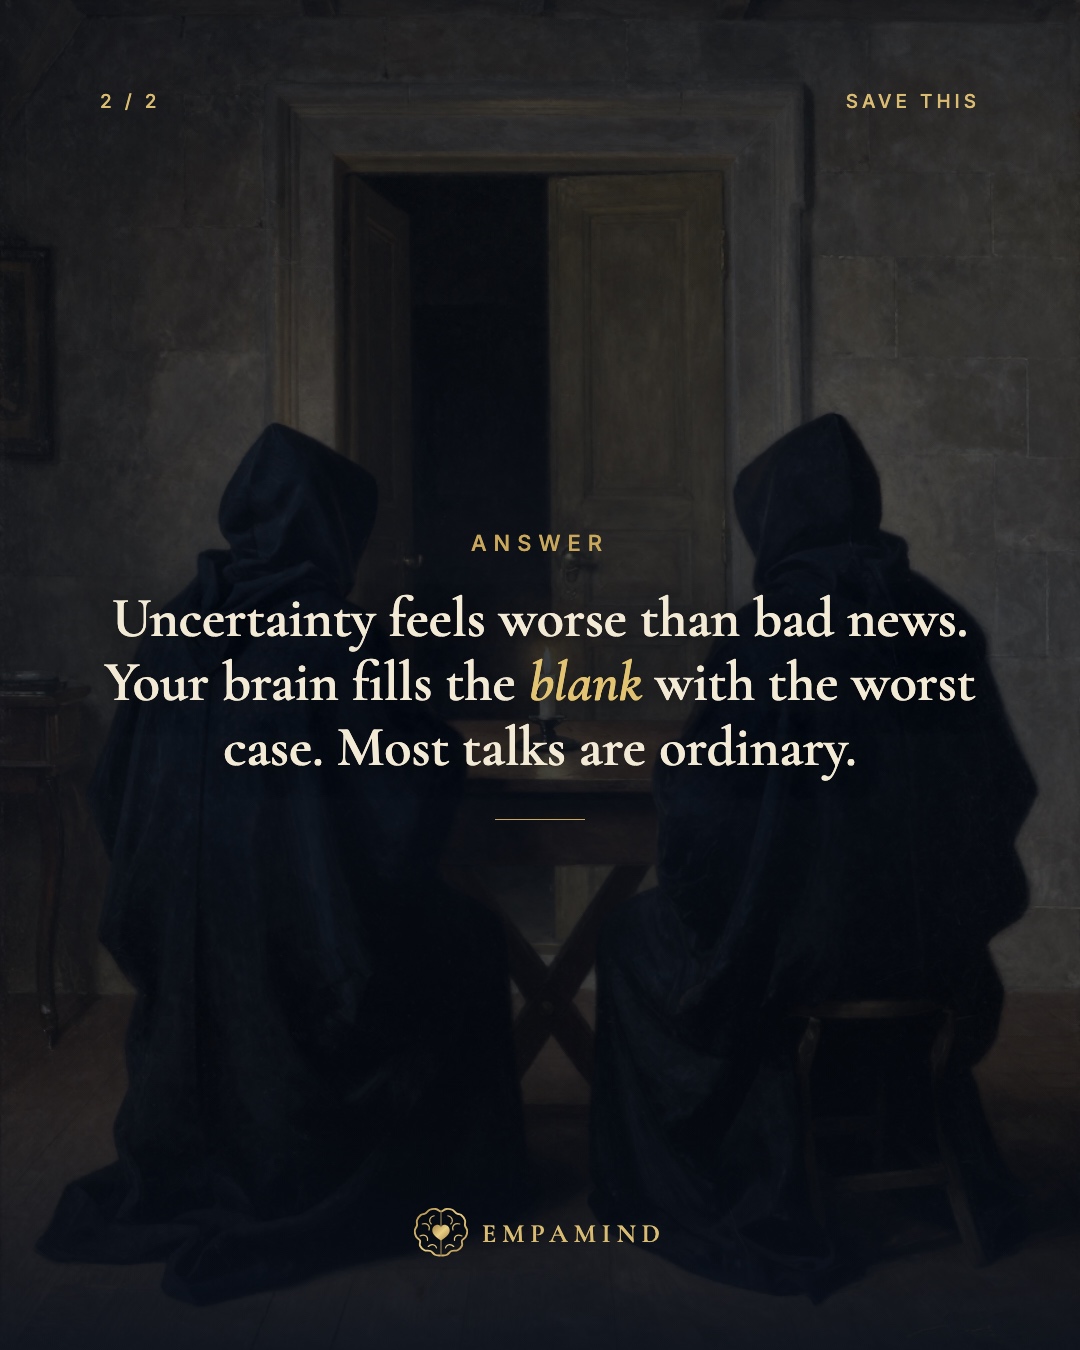 2 / 2
SAVE THIS
ANSWER
Uncertainty feels worse than bad news.
Your brain fills the blank with the worst
case. Most talks are ordinary.
EMPAMIND